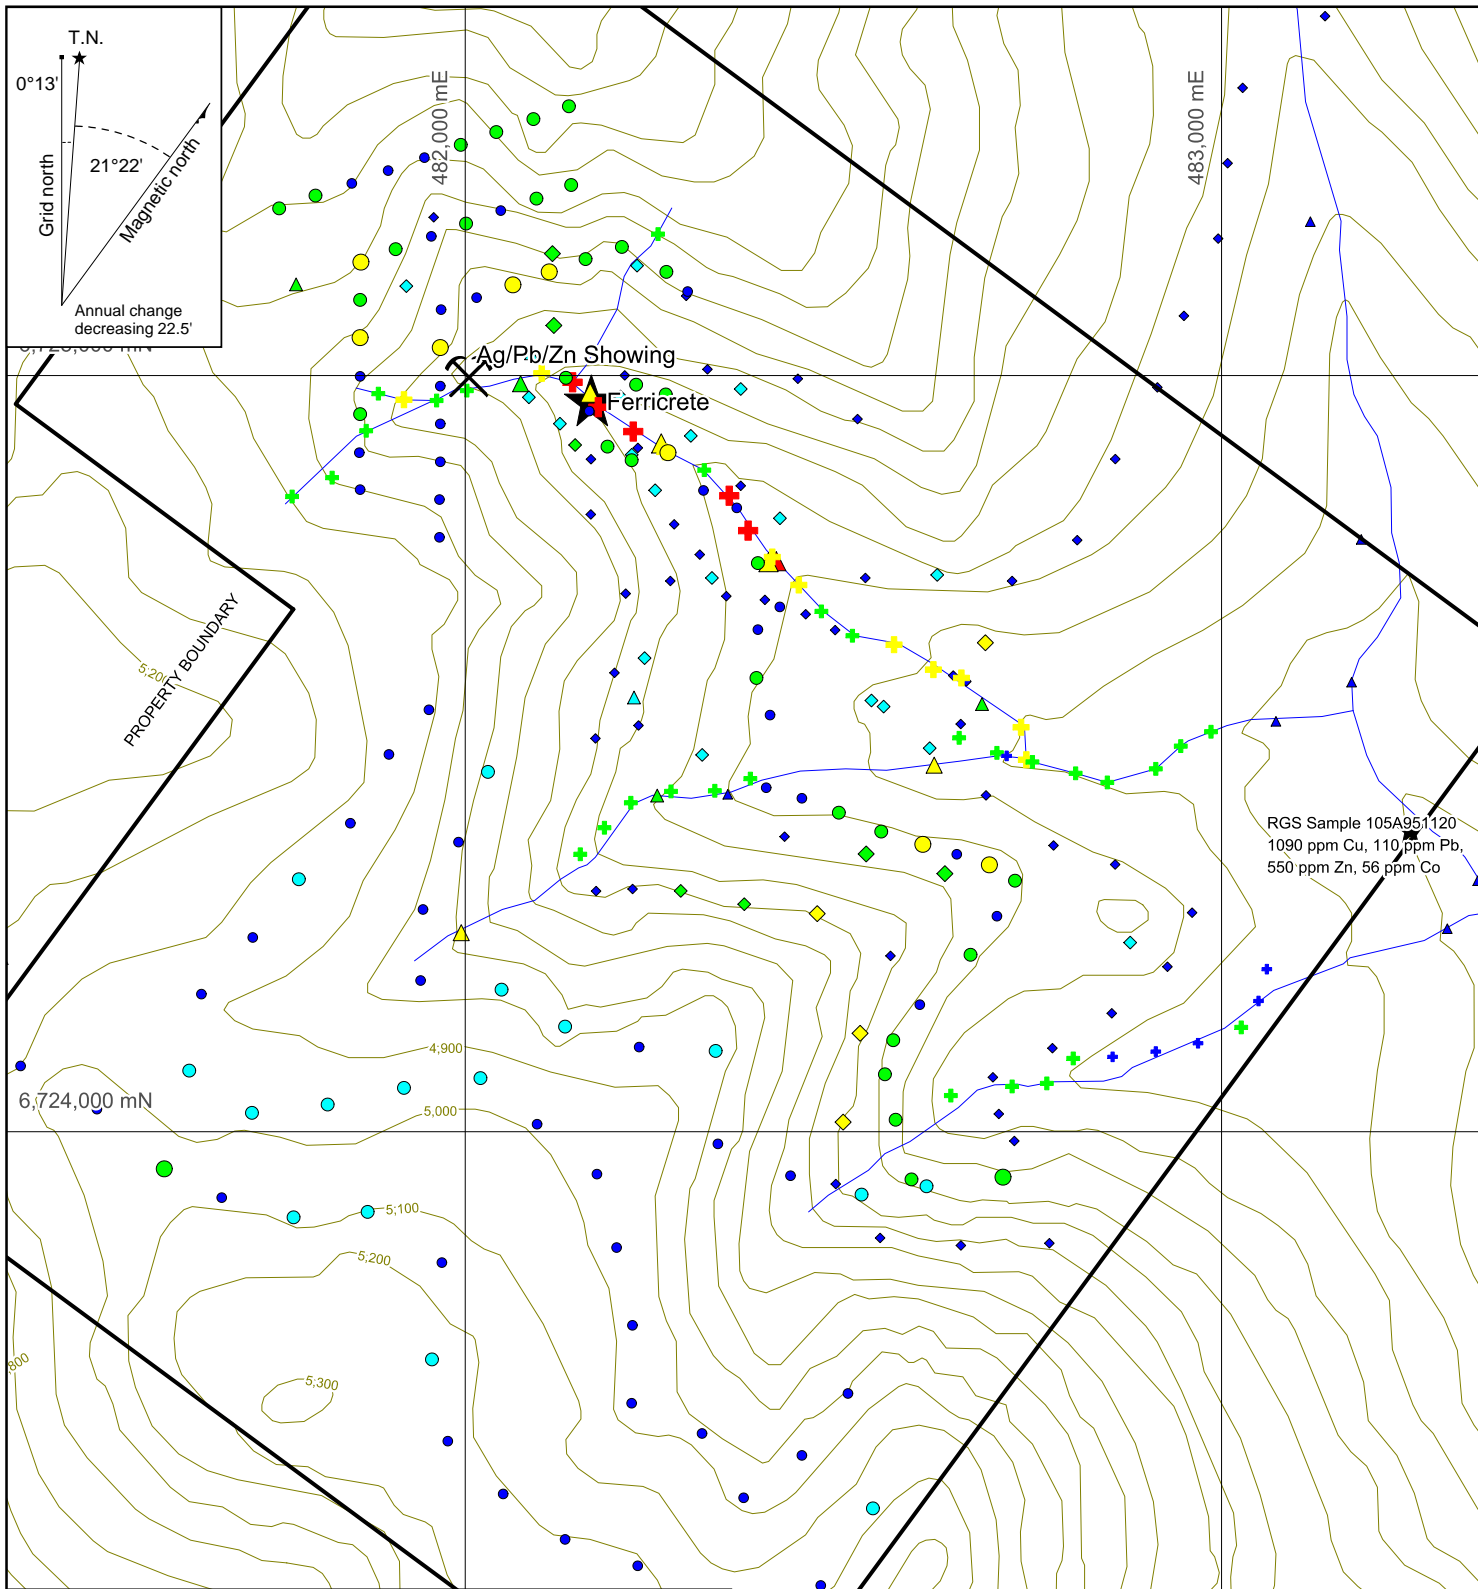 T.N.
0°13'
21°22'
Grid north
Magnetic north
Annual change
decreasing 22.5'
482,000 mE
483,000 mE
Ag/Pb/Zn Showing
Ferricrete
PROPERTY BOUNDARY
5,200
RGS Sample 105A951120
1090 ppm Cu, 110 ppm Pb,
550 ppm Zn, 56 ppm Co
4,900
6,724,000 mN
5,000
5,100
5,200
5,300